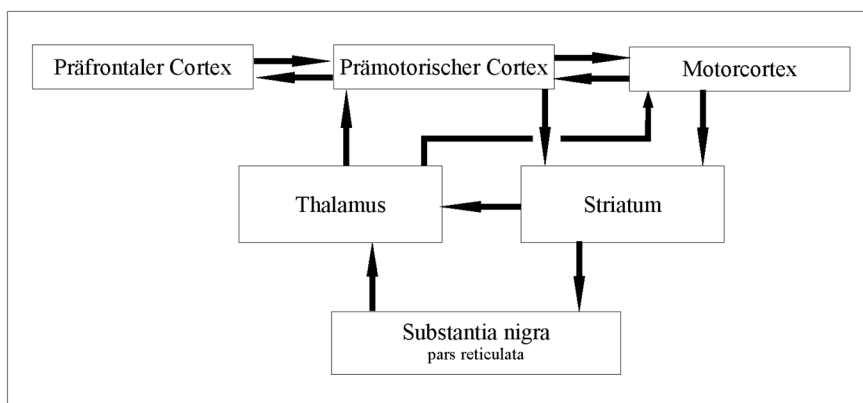 Präfrontaler Cortex
Prämotorischer Cortex
Motorcortex
Thalamus
Striatum
Substantia nigra
pars reticulata